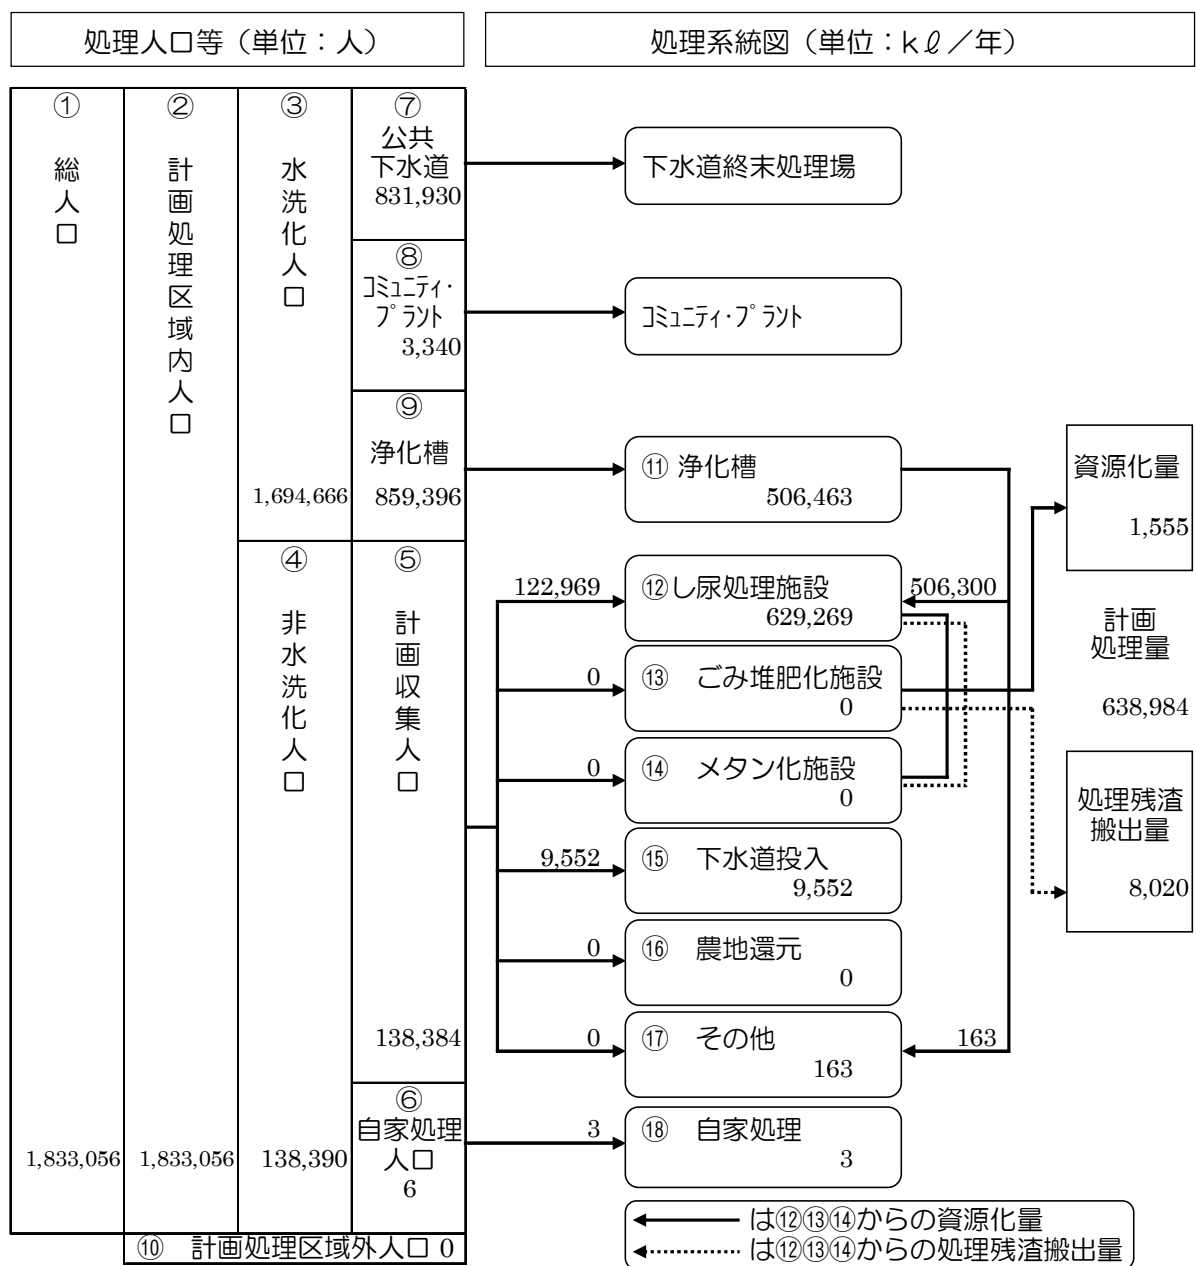 処理人口等（単位：人）
処理系統図（単位：kℓ／年）
①
総人口
1,833,056
②
計画処理区域内人口
1,833,056
③
水洗化人口
1,694,666
④
非水洗化人口
138,390
⑦
公共
下水道
831,930
⑧
ｺﾐｭﾆﾃｨ･
ﾌﾟﾗﾝﾄ
3,340
⑨
浄化槽
859,396
⑤
計画収集人口
138,384
⑥
自家処理
人口
6
⑩ 計画処理区域外人口 0
下水道終末処理場
ｺﾐｭﾆﾃｨ･ﾌﾟﾗﾝﾄ
⑪ 浄化槽
506,463
122,969
⑫し尿処理施設
629,269
506,300
0
⑬ ごみ堆肥化施設
0
0
⑭ メタン化施設
0
9,552
⑮ 下水道投入
9,552
0
⑯ 農地還元
0
0
⑰ その他
163
163
3
⑱ 自家処理
3
資源化量
1,555
計画
処理量
638,984
処理残渣
搬出量
8,020
は⑫⑬⑭からの資源化量
は⑫⑬⑭からの処理残渣搬出量